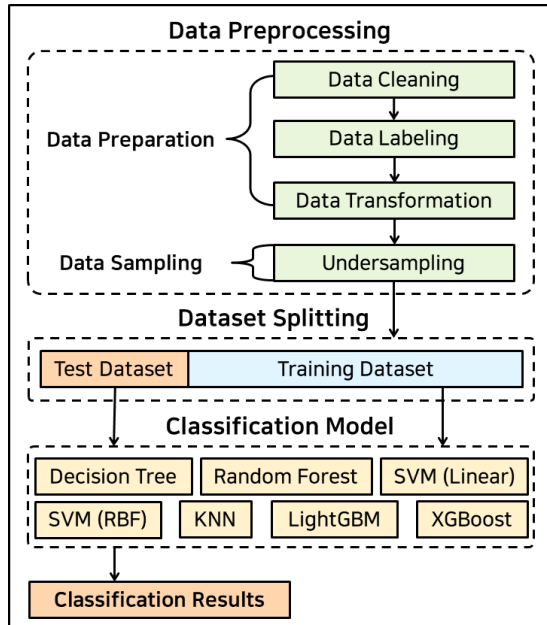 Data Preprocessing
Data Cleaning
Data Preparation
Data Labeling
Data Transformation
Data Sampling
Undersampling
Dataset Splitting
Test Dataset
Training Dataset
Classification Model
Decision Tree
Random Forest
SVM (Linear)
SVM (RBF)
KNN
LightGBM
XGBoost
Classification Results